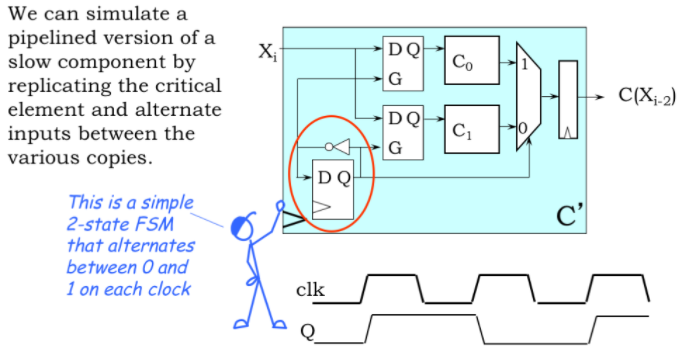 We can simulate a
pipelined version of a
slow component by
replicating the critical
element and alternate
inputs between the
various copies.
This is a simple
2-state FSM
that alternates
between 0 and
1 on each clock
Xi
D Q
G
C0
1
D Q
G
C1
0
D Q
C(Xi-2)
C'
clk
Q